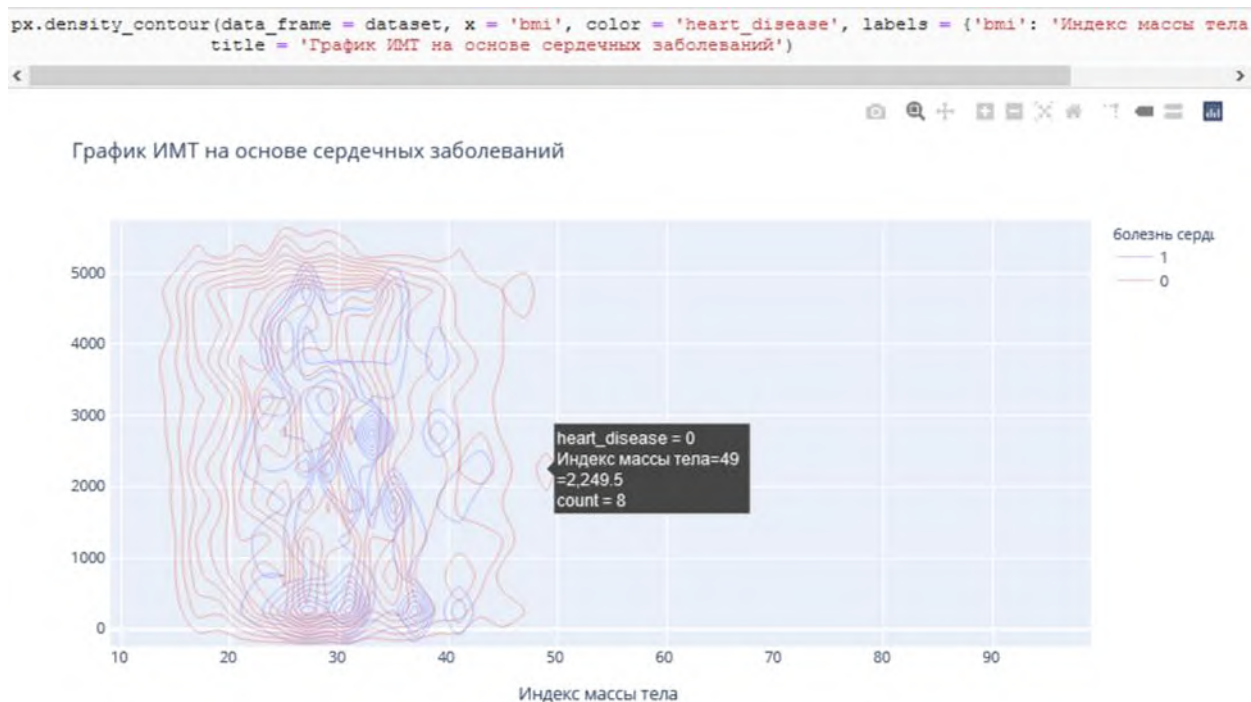 px.density_contour(data_frame = dataset, x = 'bmi', color = 'heart_disease', labels = {'bmi': 'Индекс массы тела
title = 'График ИМТ на основе сердечных заболеваний')
График ИМТ на основе сердечных заболеваний
болезнь серді
1
0
5000
4000
3000
2000
1000
0
heart_disease = 0
Индекс массы тела=49
=2,249.5
count = 8
10 20 30 40 50 60 70 80 90
Индекс массы тела